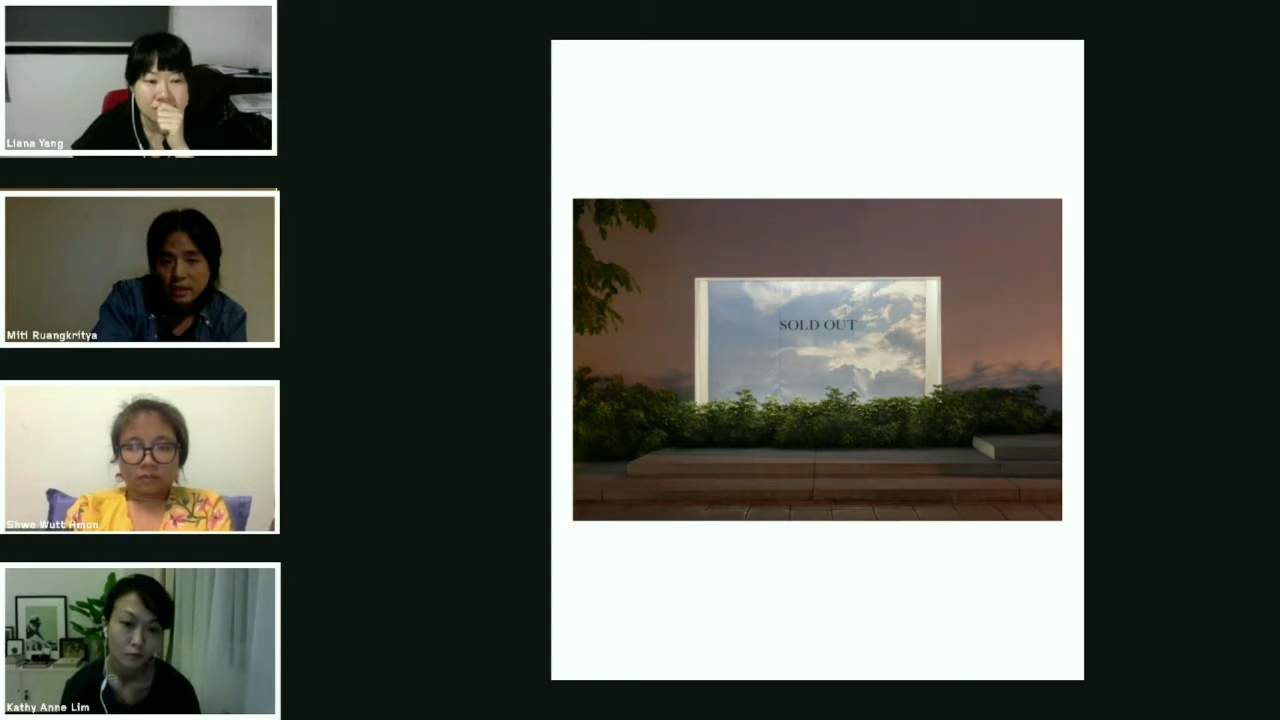 Liana Yang
Miti Ruangkritya
Shwe Wutt Hmon
Kathy Anne Lim
SOLD OUT